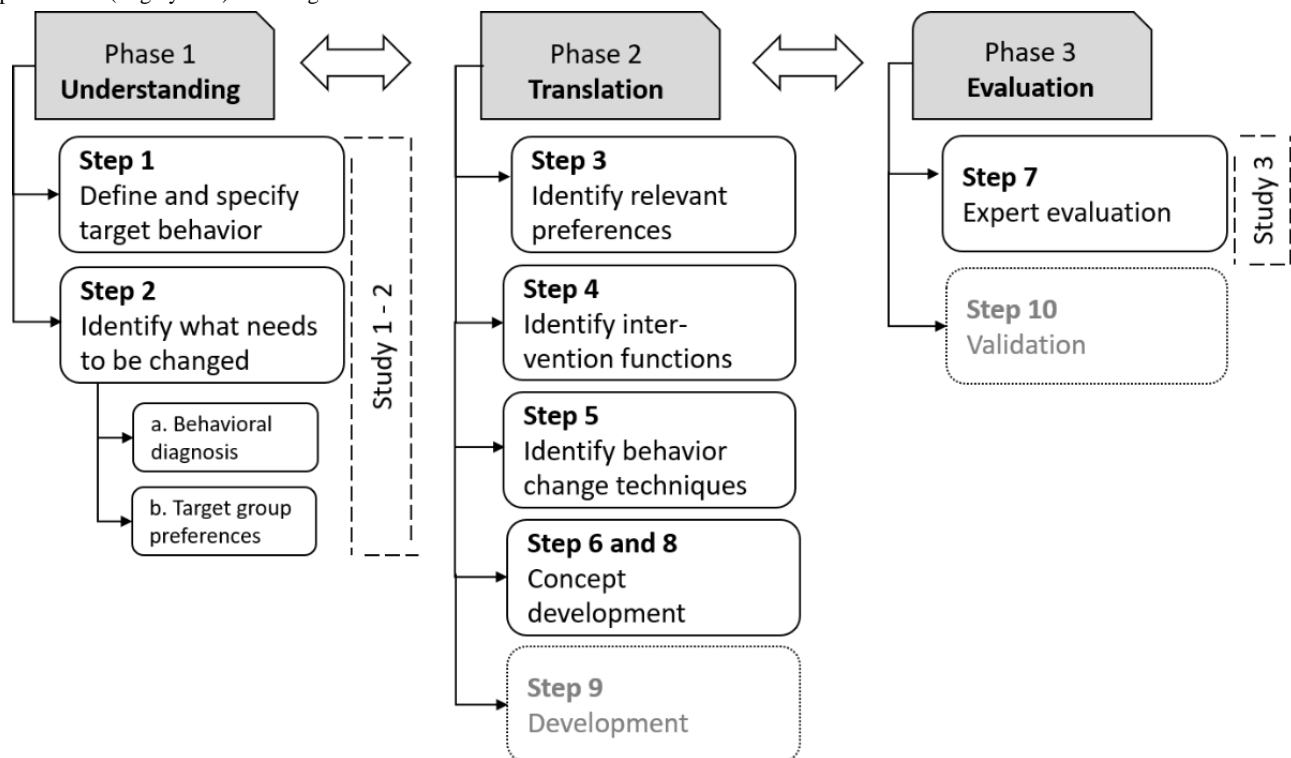 Phase 1
Understanding
Step 1
Define and specify
target behavior
Step 2
Identify what needs
to be changed
a. Behavioral
diagnosis
b. Target group
preferences
Study 1 - 2
Phase 2
Translation
Step 3
Identify relevant
preferences
Step 4
Identify inter-
vention functions
Step 5
Identify behavior
change techniques
Step 6 and 8
Concept
development
Step 9
Development
Phase 3
Evaluation
Step 7
Expert evaluation
Study 3
Step 10
Validation